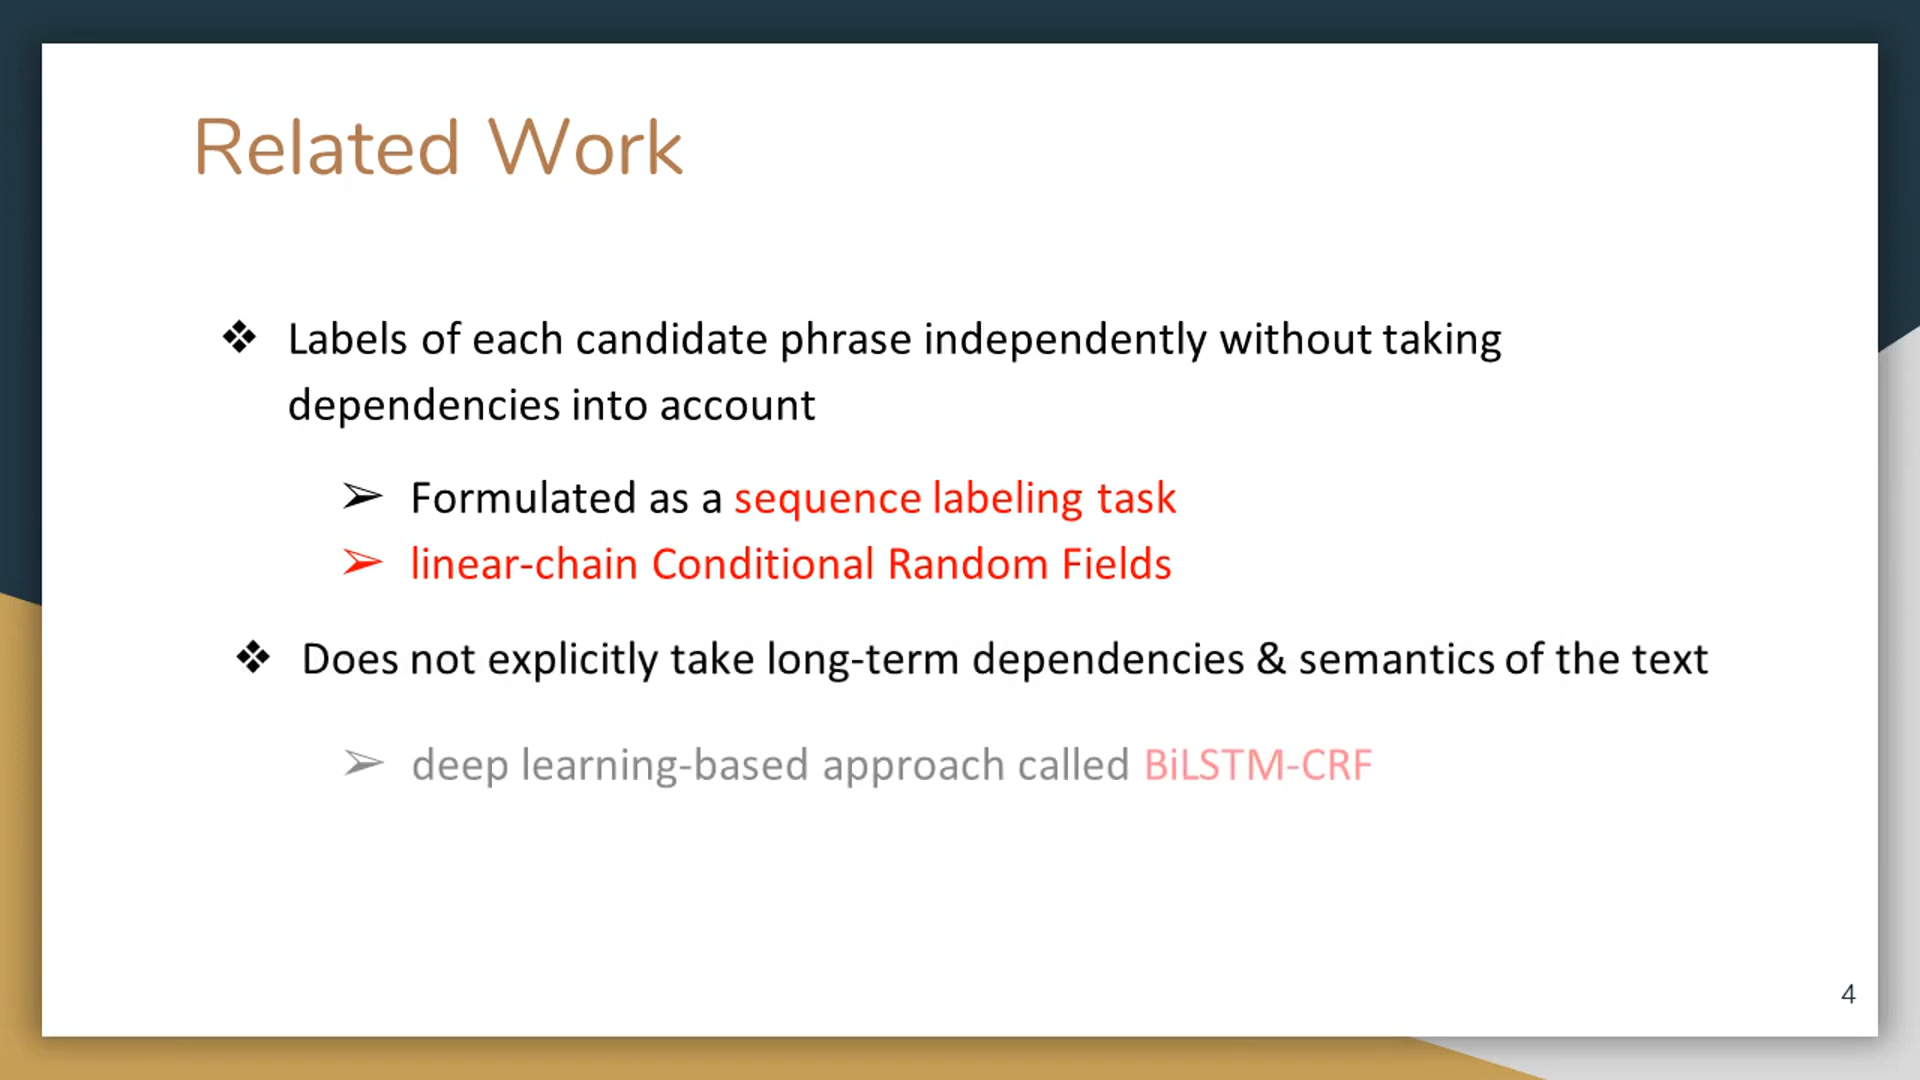 Related Work
❖ Labels of each candidate phrase independently without taking
dependencies into account
➢ Formulated as a sequence labeling task
➢ linear-chain Conditional Random Fields
❖ Does not explicitly take long-term dependencies & semantics of the text
➢ deep learning-based approach called BiLSTM-CRF
4